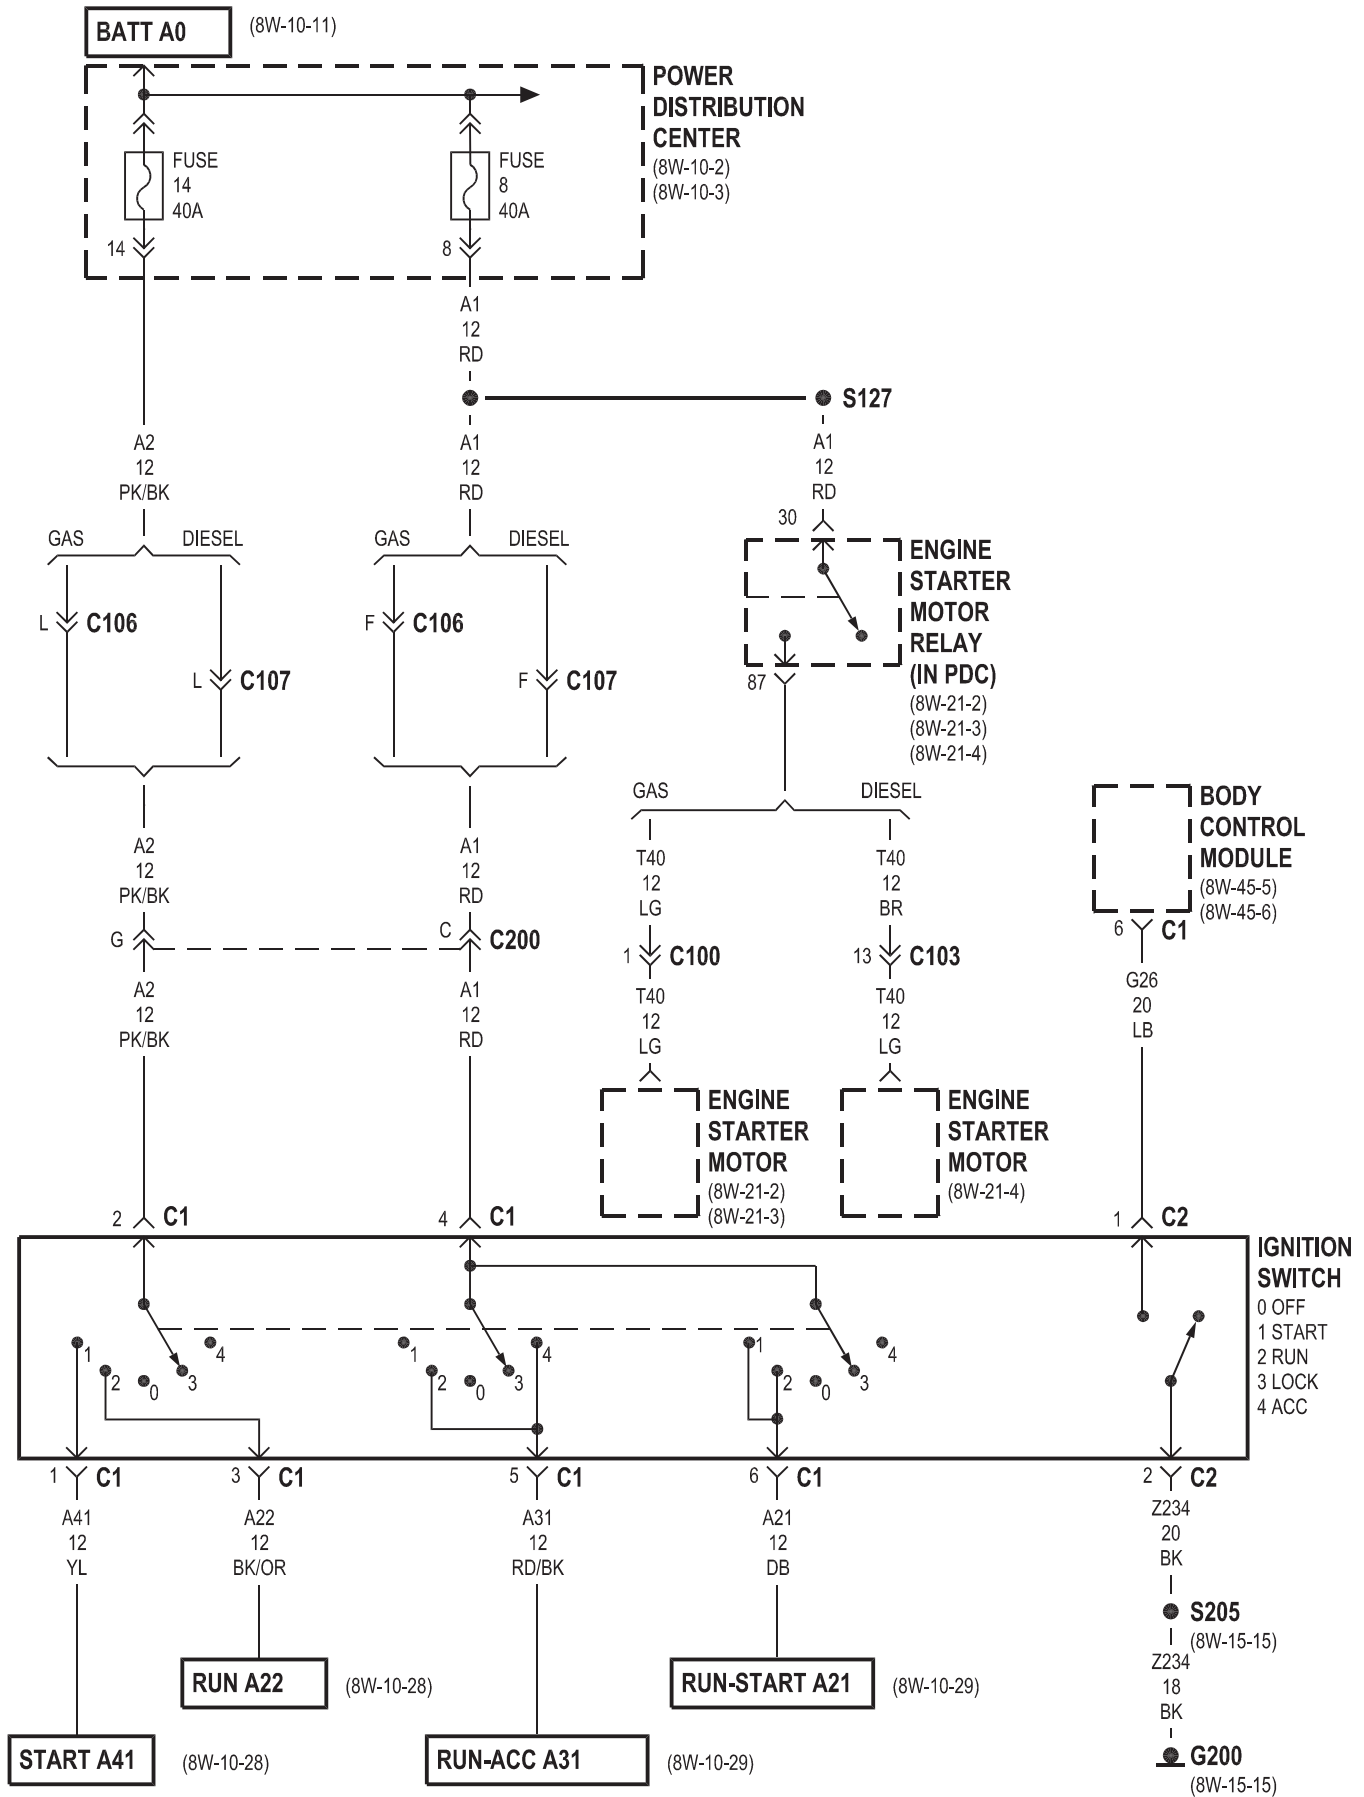 BATT A0
(8W-10-11)
POWER
DISTRIBUTION
CENTER
(8W-10-2)
(8W-10-3)
FUSE
14
40A
FUSE
8
40A
14
8
A1
12
RD
S127
A2
12
PK/BK
A1
12
RD
A1
12
RD
30
GAS
DIESEL
GAS
DIESEL
ENGINE
STARTER
MOTOR
RELAY
(IN PDC)
(8W-21-2)
(8W-21-3)
(8W-21-4)
L
C106
F
C106
L
C107
F
C107
87
GAS
DIESEL
BODY
CONTROL
MODULE
(8W-45-5)
(8W-45-6)
6
C1
A2
12
PK/BK
A1
12
RD
T40
12
LG
T40
12
BR
G
C
C200
1
C100
13
C103
A2
12
PK/BK
A1
12
RD
T40
12
LG
T40
12
LG
G26
20
LB
ENGINE
STARTER
MOTOR
(8W-21-2)
(8W-21-3)
ENGINE
STARTER
MOTOR
(8W-21-4)
2
C1
4
C1
1
C2
IGNITION
SWITCH
0 OFF
1 START
2 RUN
3 LOCK
4 ACC
1
2
0
3
4
1
2
0
3
4
1
2
0
3
4
1
C1
3
C1
5
C1
6
C1
2
C2
A41
12
YL
A22
12
BK/OR
A31
12
RD/BK
A21
12
DB
Z234
20
BK
S205
(8W-15-15)
Z234
18
BK
G200
(8W-15-15)
RUN A22
(8W-10-28)
RUN-START A21
(8W-10-29)
START A41
(8W-10-28)
RUN-ACC A31
(8W-10-29)